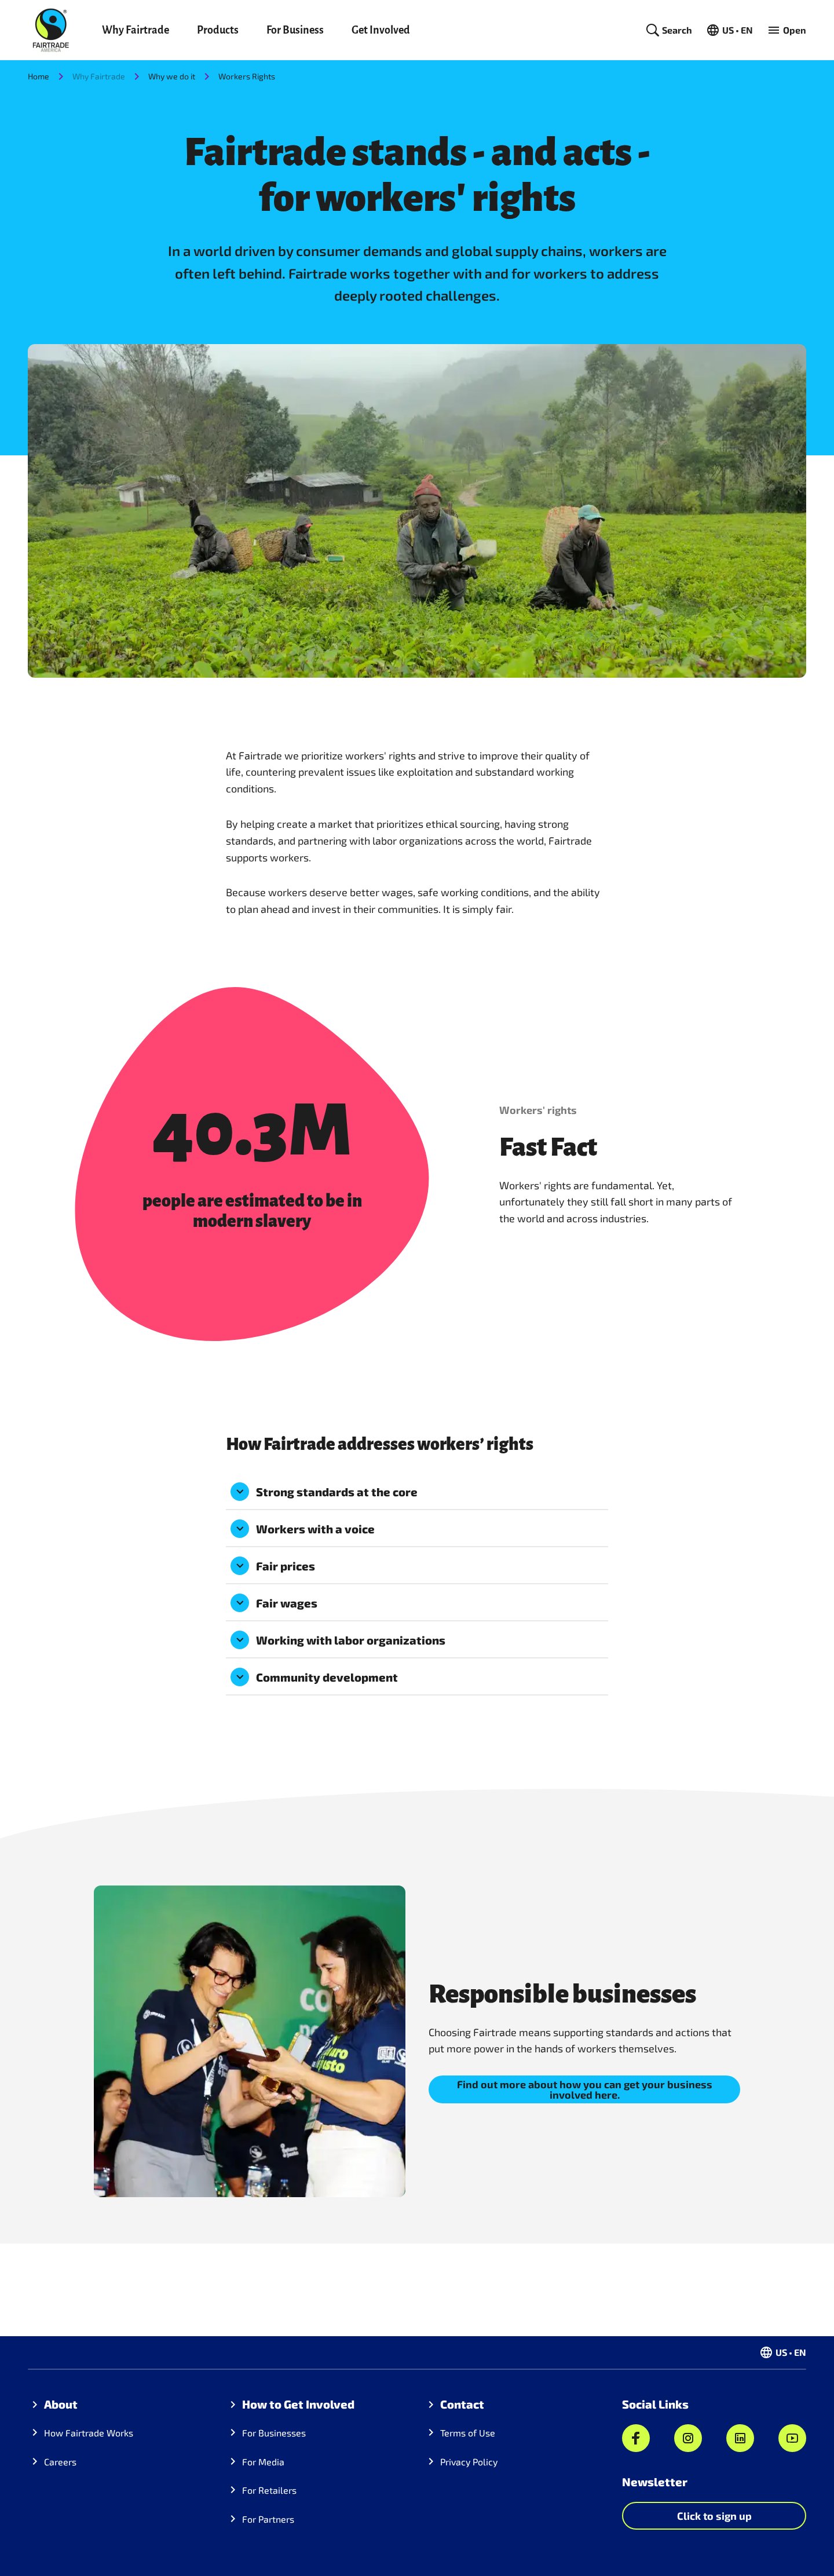 FAIRTRADE
AMERICA
Why Fairtrade
Products
For Business
Get Involved
Search
US • EN
Open
Home
Why Fairtrade
Why we do it
Workers Rights
Fairtrade stands - and acts -
for workers' rights
In a world driven by consumer demands and global supply chains, workers are
often left behind. Fairtrade works together with and for workers to address
deeply rooted challenges.
At Fairtrade we prioritize workers' rights and strive to improve their quality of
life, countering prevalent issues like exploitation and substandard working
conditions.
By helping create a market that prioritizes ethical sourcing, having strong
standards, and partnering with labor organizations across the world, Fairtrade
supports workers.
Because workers deserve better wages, safe working conditions, and the ability
to plan ahead and invest in their communities. It is simply fair.
40.3M
people are estimated to be in
modern slavery
Workers' rights
Fast Fact
Workers' rights are fundamental. Yet,
unfortunately they still fall short in many parts of
the world and across industries.
How Fairtrade addresses workers’ rights
Strong standards at the core
Workers with a voice
Fair prices
Fair wages
Working with labor organizations
Community development
Responsible businesses
Choosing Fairtrade means supporting standards and actions that
put more power in the hands of workers themselves.
Find out more about how you can get your business
involved here.
US • EN
About
How Fairtrade Works
Careers
How to Get Involved
For Businesses
For Media
For Retailers
For Partners
Contact
Terms of Use
Privacy Policy
Social Links
Newsletter
Click to sign up